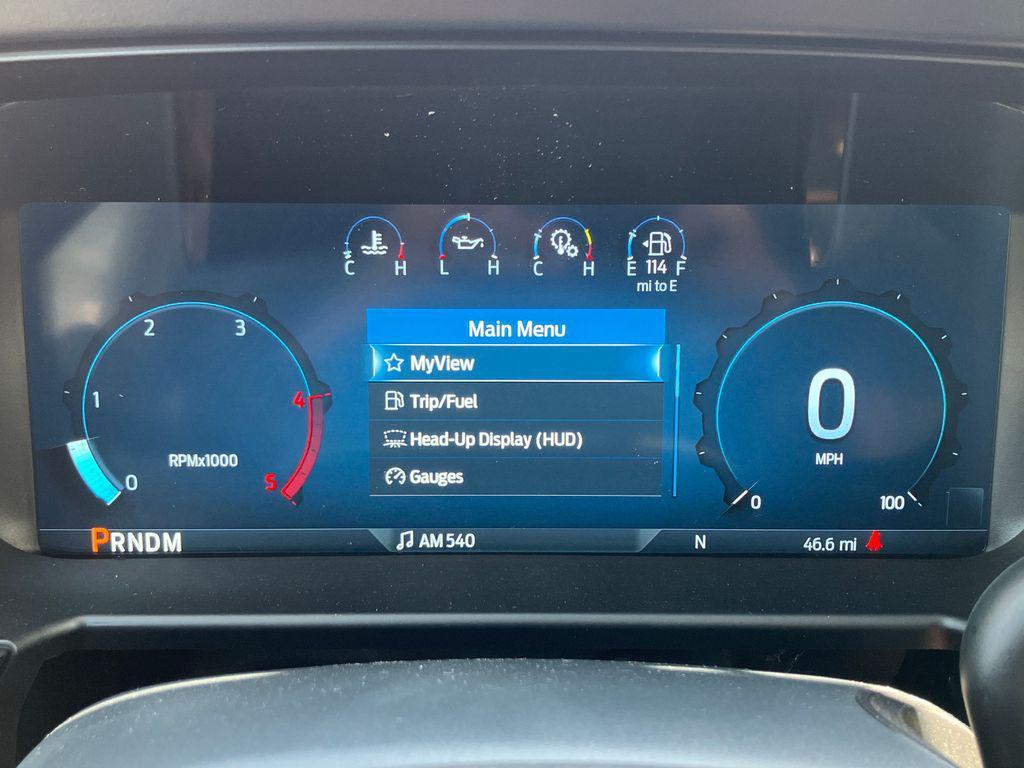 C H
L H
C H
E 114 F
mi to E
Main Menu
MyView
Trip/Fuel
Head-Up Display (HUD)
Gauges
0
1
2
3
4
5
RPMx1000
0
MPH
0
100
PRNDM
AM 540
N
46.6 mi